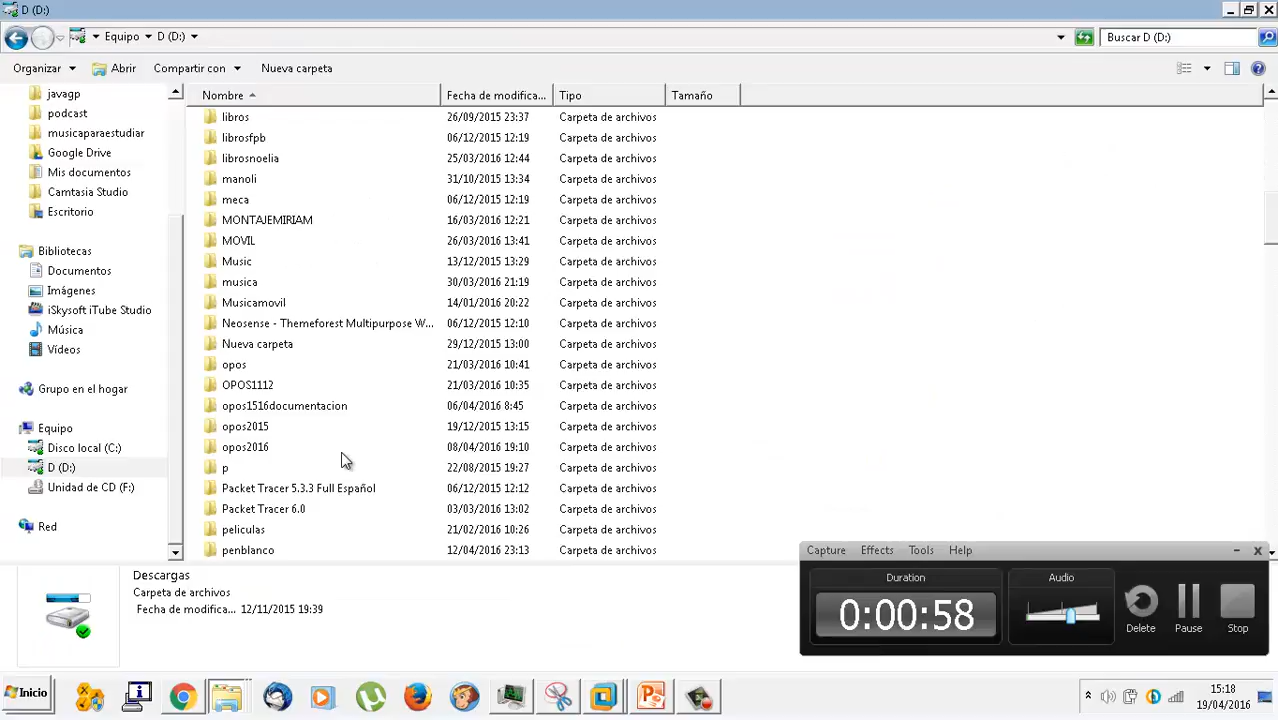 D (D:)
Equipo D (D:) Buscar D (D:)
Organizar Abrir Compartir con Nueva carpeta
javagp
podcast
musicaparaestudiar
Google Drive
Mis documentos
Camtasia Studio
Escritorio
Bibliotecas
Documentos
Imágenes
iSkysoft iTube Studio
Música
Vídeos
Grupo en el hogar
Equipo
Disco local (C:)
D (D:)
Unidad de CD (F:)
Red
Nombre Fecha de modifica... Tipo Tamaño
libros 26/09/2015 23:37 Carpeta de archivos
librosfpb 06/12/2015 12:19 Carpeta de archivos
librosnoelia 25/03/2016 12:44 Carpeta de archivos
manoli 31/10/2015 13:34 Carpeta de archivos
meca 06/12/2015 12:19 Carpeta de archivos
MONTAJEMIRIAM 16/03/2016 12:21 Carpeta de archivos
MOVIL 26/03/2016 13:41 Carpeta de archivos
Music 13/12/2015 13:29 Carpeta de archivos
musica 30/03/2016 21:19 Carpeta de archivos
Musicamovil 14/01/2016 20:22 Carpeta de archivos
Neosense - Themeforest Multipurpose W... 06/12/2015 12:10 Carpeta de archivos
Nueva carpeta 29/12/2015 13:00 Carpeta de archivos
opos 21/03/2016 10:41 Carpeta de archivos
OPOS1112 21/03/2016 10:35 Carpeta de archivos
opos1516documentacion 06/04/2016 8:45 Carpeta de archivos
opos2015 19/12/2015 13:15 Carpeta de archivos
opos2016 08/04/2016 19:10 Carpeta de archivos
p 22/08/2015 19:27 Carpeta de archivos
Packet Tracer 5.3.3 Full Español 06/12/2015 12:12 Carpeta de archivos
Packet Tracer 6.0 03/03/2016 13:02 Carpeta de archivos
peliculas 21/02/2016 10:26 Carpeta de archivos
penblanco 12/04/2016 23:13 Carpeta de archivos
Descargas
Carpeta de archivos
Fecha de modifica... 12/11/2015 19:39
Capture Effects Tools Help
Duration Audio
0:00:58
Delete Pause Stop
Inicio
15:18
19/04/2016